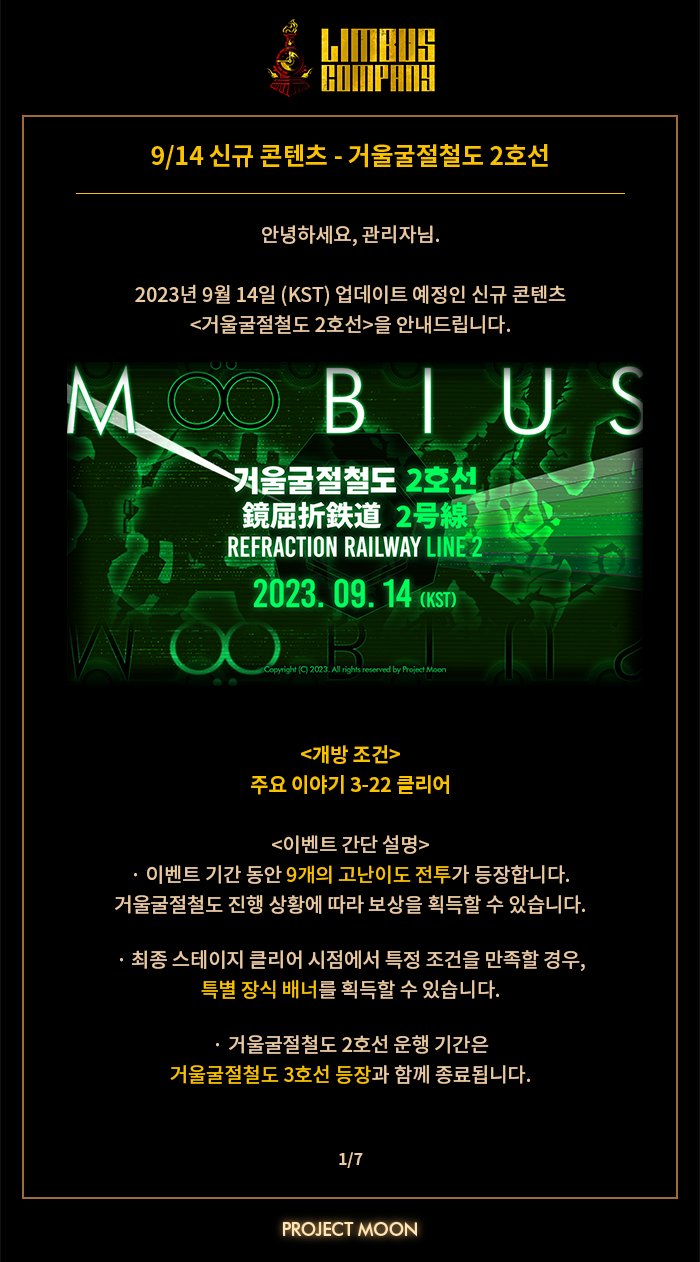 LIMBUS
COMPANY
9/14 신규 콘텐츠 - 거울굴절철도 2호선
안녕하세요, 관리자님.
2023년 9월 14일 (KST) 업데이트 예정인 신규 콘텐츠
<거울굴절철도 2호선>을 안내드립니다.
MÖBIUS
거울굴절철도 2호선
鏡屈折鉄道 2号線
REFRACTION RAILWAY LINE 2
2023. 09. 14 (KST)
MÖBIUS
Copyright (C) 2023. All rights reserved by Project Moon
<개방 조건>
주요 이야기 3-22 클리어
<이벤트 간단 설명>
· 이벤트 기간 동안 9개의 고난이도 전투가 등장합니다.
거울굴절철도 진행 상황에 따라 보상을 획득할 수 있습니다.
· 최종 스테이지 클리어 시점에서 특정 조건을 만족할 경우,
특별 장식 배너를 획득할 수 있습니다.
· 거울굴절철도 2호선 운행 기간은
거울굴절철도 3호선 등장과 함께 종료됩니다.
1/7
PROJECT MOON